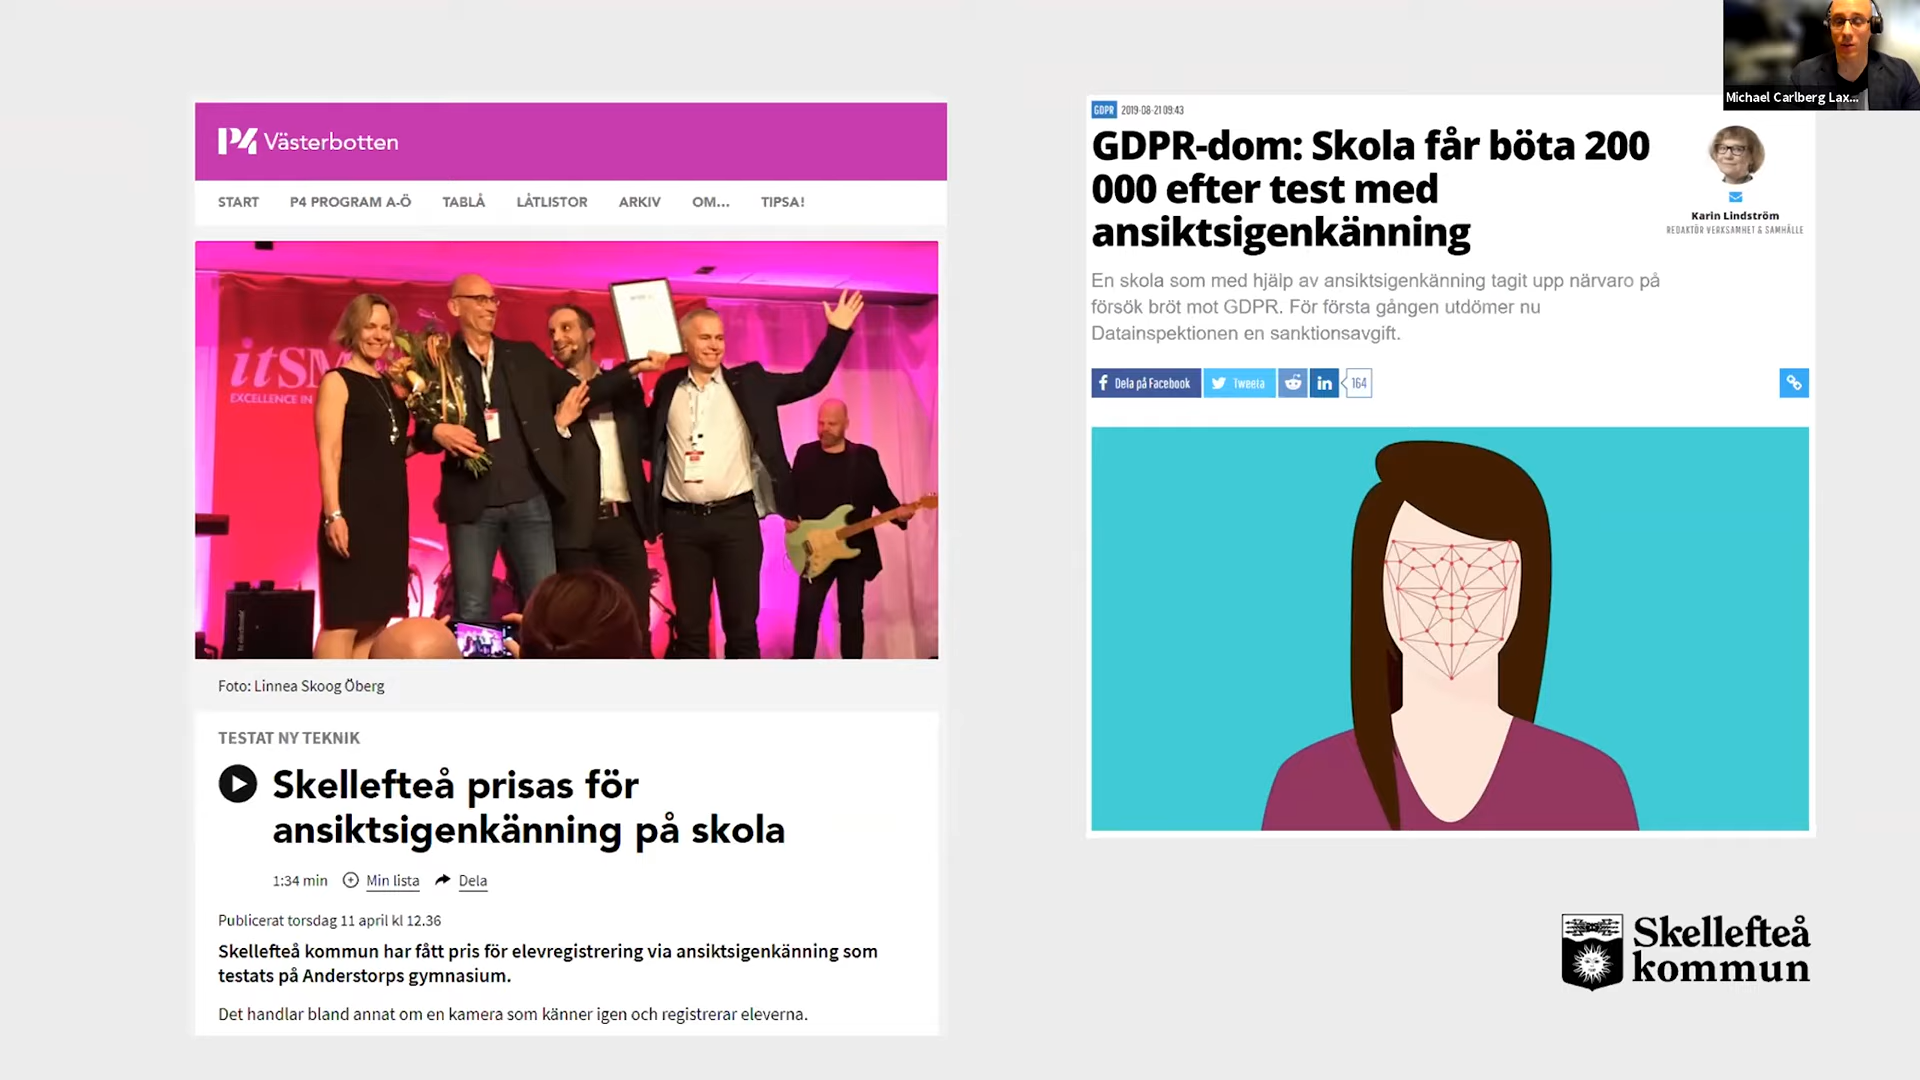 P4 Västerbotten
START P4 PROGRAM A-Ö TABLÅ LÅTLISTOR ARKIV OM... TIPSA!
itSM
EXCELLENCE IN
Foto: Linnea Skoog Öberg
TESTAT NY TEKNIK
Skellefteå prisas för
ansiktsigenkänning på skola
1:34 min Min lista Dela
Publicerat torsdag 11 april kl 12.36
Skellefteå kommun har fått pris för elevregistrering via ansiktsigenkänning som
testats på Anderstorps gymnasium.
Det handlar bland annat om en kamera som känner igen och registrerar eleverna.
GDPR 2019-08-21 09:43
GDPR-dom: Skola får böta 200
000 efter test med
ansiktsigenkänning
Karin Lindström
REDAKTÖR VERKSAMHET & SAMHÄLLE
En skola som med hjälp av ansiktsigenkänning tagit upp närvaro på
försök bröt mot GDPR. För första gången utdömer nu
Datainspektionen en sanktionsavgift.
Dela på Facebook Tweeta in 164
Skellefteå
kommun
Michael Carlberg Lax...